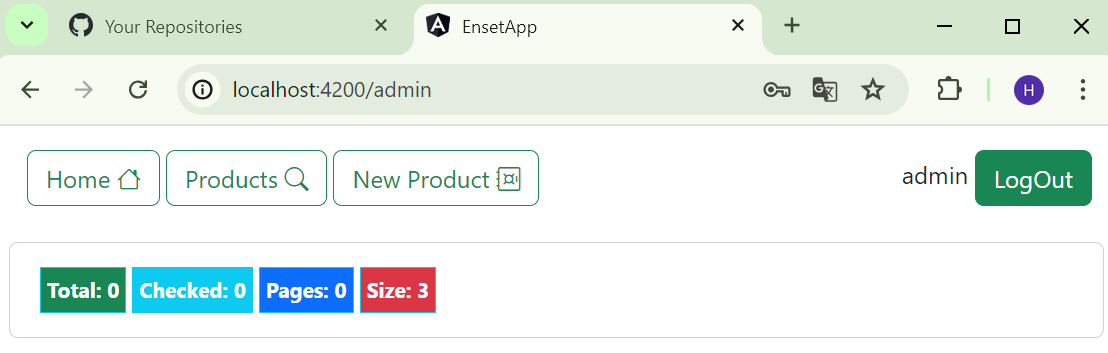 Your Repositories EnsetApp
localhost:4200/admin H
Home Products New Product admin LogOut
Total: 0 Checked: 0 Pages: 0 Size: 3